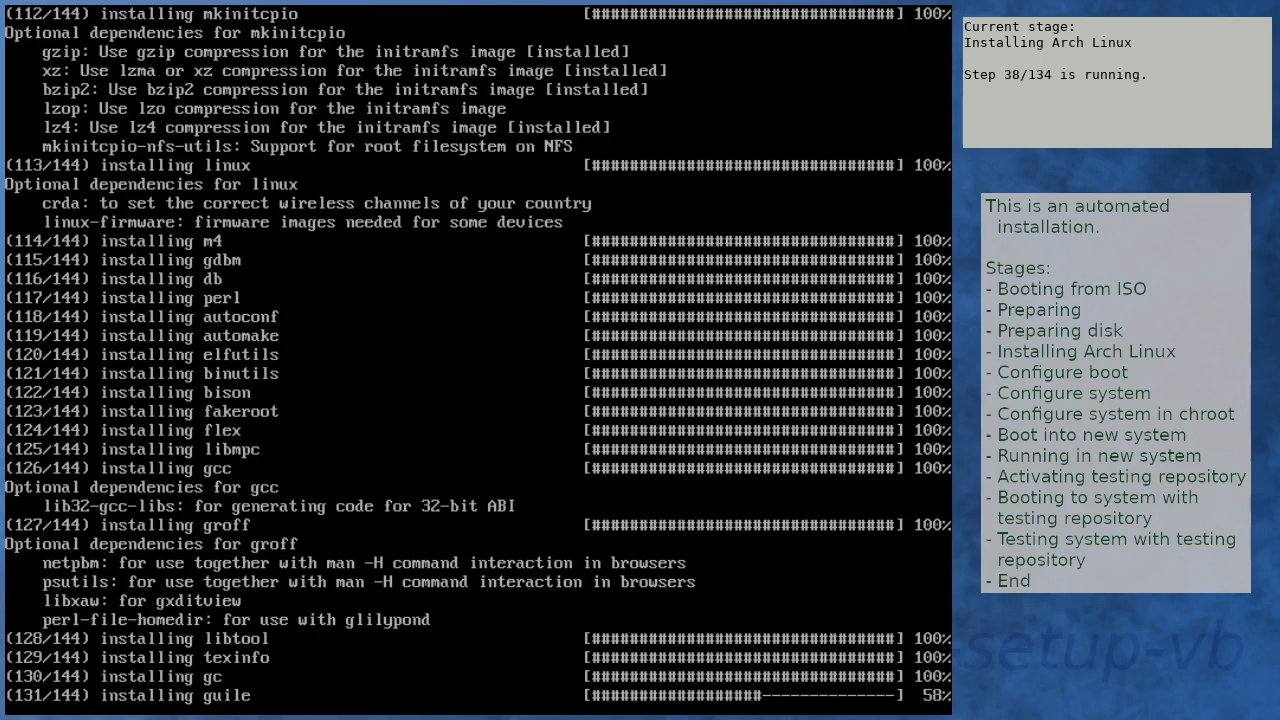 (112/144) installing mkinitcpio [################################] 100%
Optional dependencies for mkinitcpio
gzip: Use gzip compression for the initramfs image [installed]
xz: Use lzma or xz compression for the initramfs image [installed]
bzip2: Use bzip2 compression for the initramfs image [installed]
lzop: Use lzo compression for the initramfs image
lz4: Use lz4 compression for the initramfs image [installed]
mkinitcpio-nfs-utils: Support for root filesystem on NFS
(113/144) installing linux [################################] 100%
Optional dependencies for linux
crda: to set the correct wireless channels of your country
linux-firmware: firmware images needed for some devices
(114/144) installing m4 [################################] 100%
(115/144) installing gdbm [################################] 100%
(116/144) installing db [################################] 100%
(117/144) installing perl [################################] 100%
(118/144) installing autoconf [################################] 100%
(119/144) installing automake [################################] 100%
(120/144) installing elfutils [################################] 100%
(121/144) installing binutils [################################] 100%
(122/144) installing bison [################################] 100%
(123/144) installing fakeroot [################################] 100%
(124/144) installing flex [################################] 100%
(125/144) installing libmpc [################################] 100%
(126/144) installing gcc [################################] 100%
Optional dependencies for gcc
lib32-gcc-libs: for generating code for 32-bit ABI
(127/144) installing groff [################################] 100%
Optional dependencies for groff
netpbm: for use together with man -H command interaction in browsers
psutils: for use together with man -H command interaction in browsers
libxaw: for gxditview
perl-file-homedir: for use with glilypond
(128/144) installing libtool [################################] 100%
(129/144) installing texinfo [################################] 100%
(130/144) installing gc [################################] 100%
(131/144) installing guile [##################--------------] 58%
Current stage:
Installing Arch Linux
Step 38/134 is running.
This is an automated
installation.
Stages:
- Booting from ISO
- Preparing
- Preparing disk
- Installing Arch Linux
- Configure boot
- Configure system
- Configure system in chroot
- Boot into new system
- Running in new system
- Activating testing repository
- Booting to system with
testing repository
- Testing system with testing
repository
- End
setup-vb